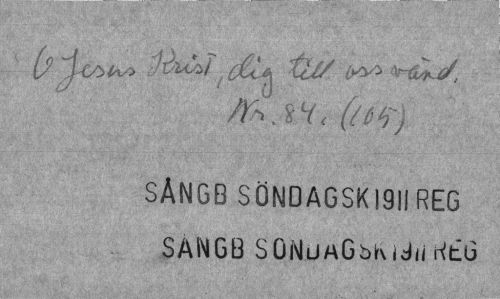 O Jesus Krist, dig till oss vänd.
Nr. 84. (105)
SÅNGB SÖNDAGSK 1911 REG
SÅNGB SÖNDAGSK 1911 REG